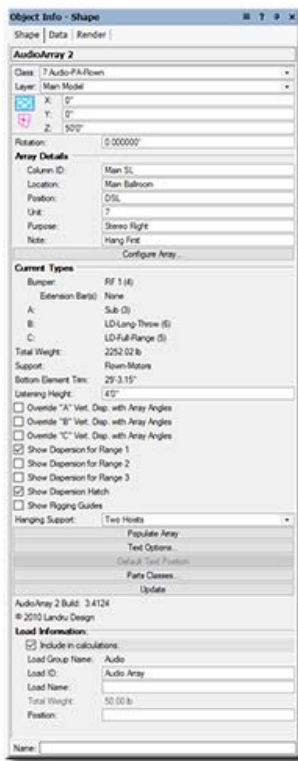 Object Info - Shape
Shape Data Render
AudioArray 2
Class: 7 Audio-PA-Flown
Layer: Main Model
X: 0"
Y: 0"
Z: 50'0"
Rotation: 0.000000°
Array Details
Column ID: Main SL
Location: Main Ballroom
Position: DSL
Unit: 7
Purpose: Stereo Right
Note: Hang First
Configure Array...
Current Types
Bumper: RF 1 (4)
Extension Bar(s): None
A: Sub (3)
B: LD-Long-Throw (6)
C: LD-Full-Range (5)
Total Weight: 2252.02 lb
Support: Flown-Motors
Bottom Element Trim: 29'-3.15"
Listening Height: 4'0"
Override "A" Vert. Disp. with Array Angles
Override "B" Vert. Disp. with Array Angles
Override "C" Vert. Disp. with Array Angles
Show Dispersion for Range 1
Show Dispersion for Range 2
Show Dispersion for Range 3
Show Dispersion Hatch
Show Rigging Guides
Hanging Support: Two Hoists
Populate Array
Text Options...
Default Text Position
Parts Classes...
Update
AudioArray 2 Build: 3.4124
© 2010 Landru Design
Load Information:
Include in calculations
Load Group Name: Audio
Load ID: Audio Array
Load Name:
Total Weight: 50.00 lb
Position:
Name: